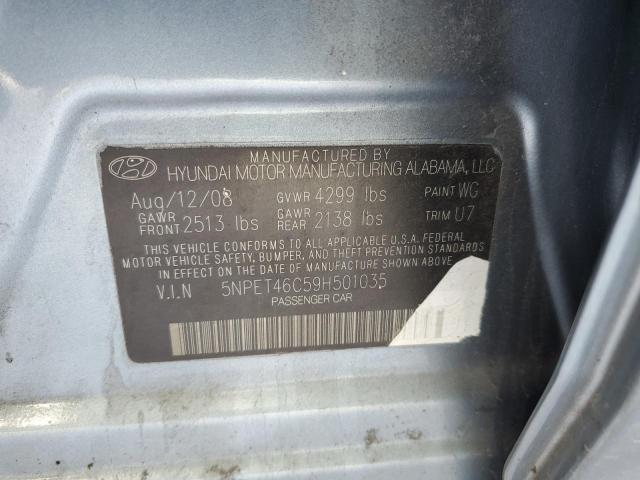 MANUFACTURED BY
HYUNDAI MOTOR MANUFACTURING ALABAMA, LLC
Aug/12/08 GVWR 4299 lbs PAINT WG
GAWR FRONT 2513 lbs GAWR REAR 2138 lbs TRIM U7
THIS VEHICLE CONFORMS TO ALL APPLICABLE U.S.A. FEDERAL
MOTOR VEHICLE SAFETY, BUMPER, AND THEFT PREVENTION STANDARDS
IN EFFECT ON THE DATE OF MANUFACTURE SHOWN ABOVE.
V.I.N 5NPET46C59H501035
PASSENGER CAR